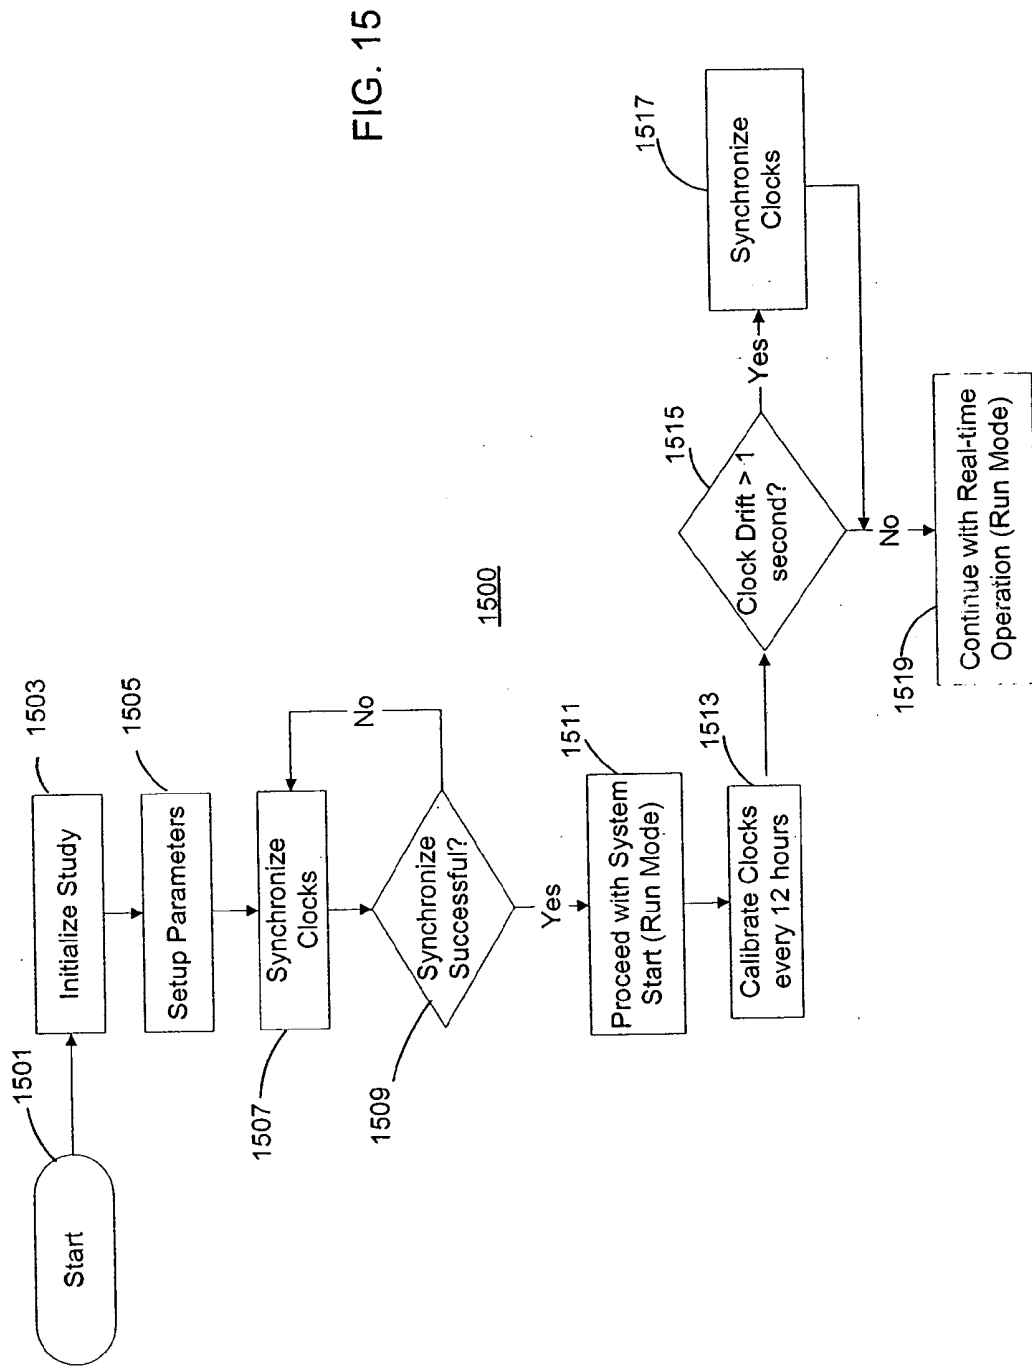 FIG. 15
1500
1501
Start
1503
Initialize Study
1505
Setup Parameters
1507
Synchronize
Clocks
1509
Synchronize
Successful?
No
Yes
1511
Proceed with System
Start (Run Mode)
1513
Calibrate Clocks
every 12 hours
1515
Clock Drift > 1
second?
Yes
1517
Synchronize
Clocks
No
1519
Continue with Real-time
Operation (Run Mode)